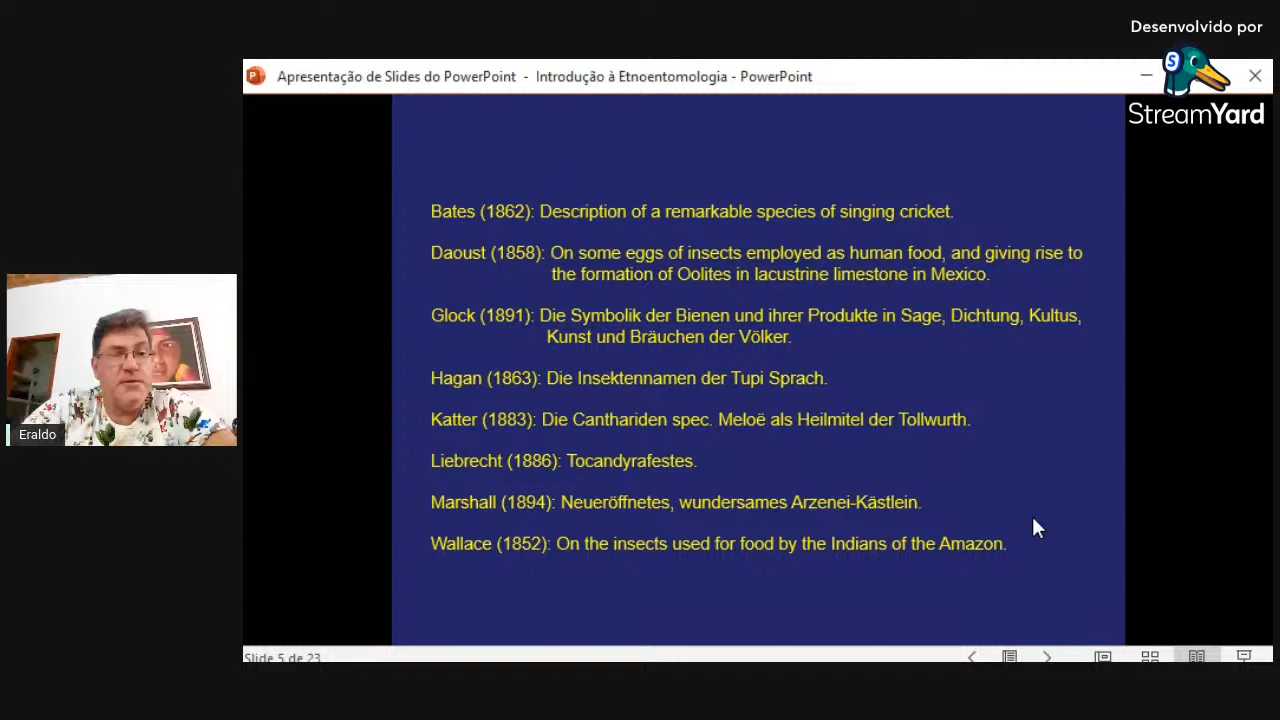 Desenvolvido por
StreamYard
Apresentação de Slides do PowerPoint - Introdução à Etnoentomologia - PowerPoint
Bates (1862): Description of a remarkable species of singing cricket.
Daoust (1858): On some eggs of insects employed as human food, and giving rise to
the formation of Oolites in lacustrine limestone in Mexico.
Glock (1891): Die Symbolik der Bienen und ihrer Produkte in Sage, Dichtung, Kultus,
Kunst und Bräuchen der Völker.
Hagan (1863): Die Insektennamen der Tupi Sprach.
Katter (1883): Die Canthariden spec. Meloë als Heilmitel der Tollwurth.
Liebrecht (1886): Tocandyrafestes.
Marshall (1894): Neueröffnetes, wundersames Arzenei-Kästlein.
Wallace (1852): On the insects used for food by the Indians of the Amazon.
Eraldo
Slide 5 de 23